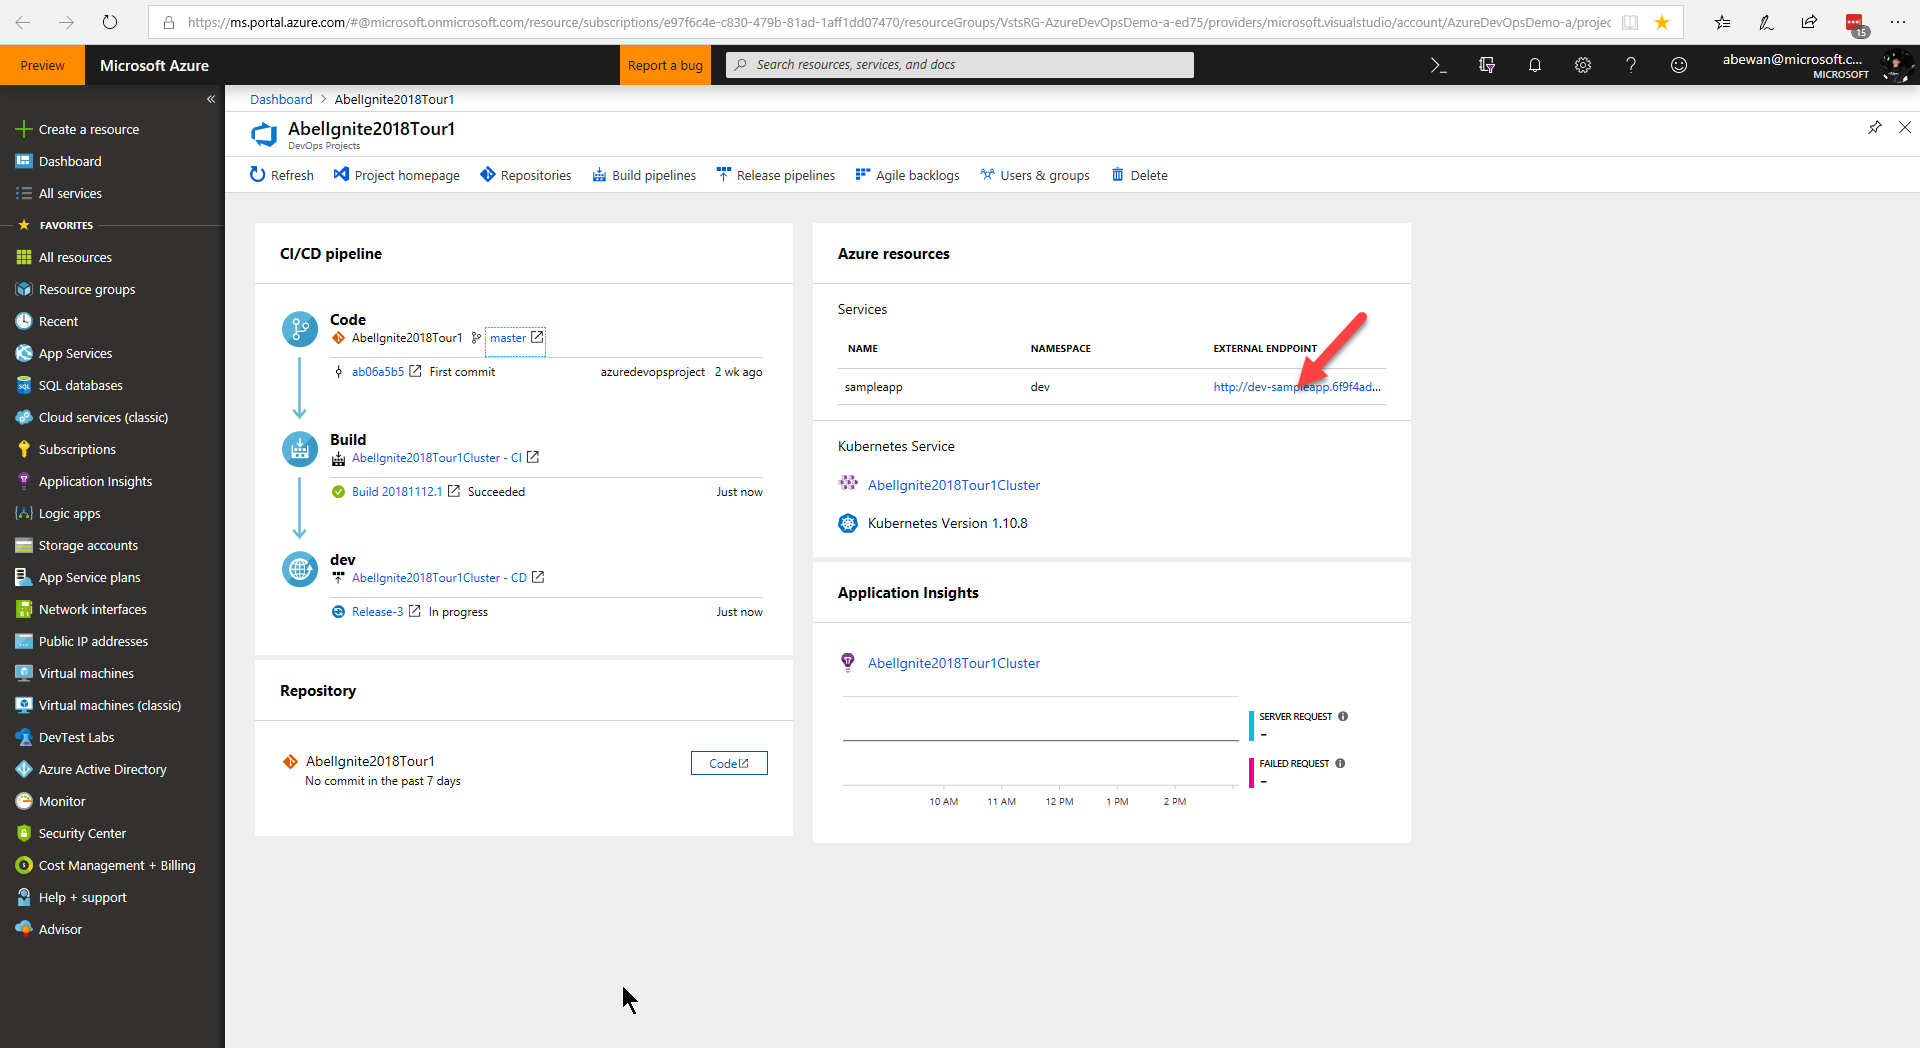 https://ms.portal.azure.com/#@microsoft.onmicrosoft.com/resource/subscriptions/e97f6c4e-c830-479b-81ad-1aff1dd07470/resourceGroups/VstsRG-AzureDevOpsDemo-a-ed75/providers/microsoft.visualstudio/account/AzureDevOpsDemo-a/projec
15
Preview
Microsoft Azure
Report a bug
Search resources, services, and docs
abewan@microsoft.c...
MICROSOFT
Create a resource
Dashboard
All services
FAVORITES
All resources
Resource groups
Recent
App Services
SQL databases
Cloud services (classic)
Subscriptions
Application Insights
Logic apps
Storage accounts
App Service plans
Network interfaces
Public IP addresses
Virtual machines
Virtual machines (classic)
DevTest Labs
Azure Active Directory
Monitor
Security Center
Cost Management + Billing
Help + support
Advisor
Dashboard > AbelIgnite2018Tour1
AbelIgnite2018Tour1
DevOps Projects
Refresh Project homepage Repositories Build pipelines Release pipelines Agile backlogs Users & groups Delete
CI/CD pipeline
Code
AbelIgnite2018Tour1 master
ab06a5b5 First commit azuredevopsproject 2 wk ago
Build
AbelIgnite2018Tour1Cluster - CI
Build 20181112.1 Succeeded Just now
dev
AbelIgnite2018Tour1Cluster - CD
Release-3 In progress Just now
Repository
AbelIgnite2018Tour1
No commit in the past 7 days
Code
Azure resources
Services
NAME NAMESPACE EXTERNAL ENDPOINT
sampleapp dev http://dev-sampleapp.6f9f4ad...
Kubernetes Service
AbelIgnite2018Tour1Cluster
Kubernetes Version 1.10.8
Application Insights
AbelIgnite2018Tour1Cluster
SERVER REQUEST
--
FAILED REQUEST
--
10 AM 11 AM 12 PM 1 PM 2 PM